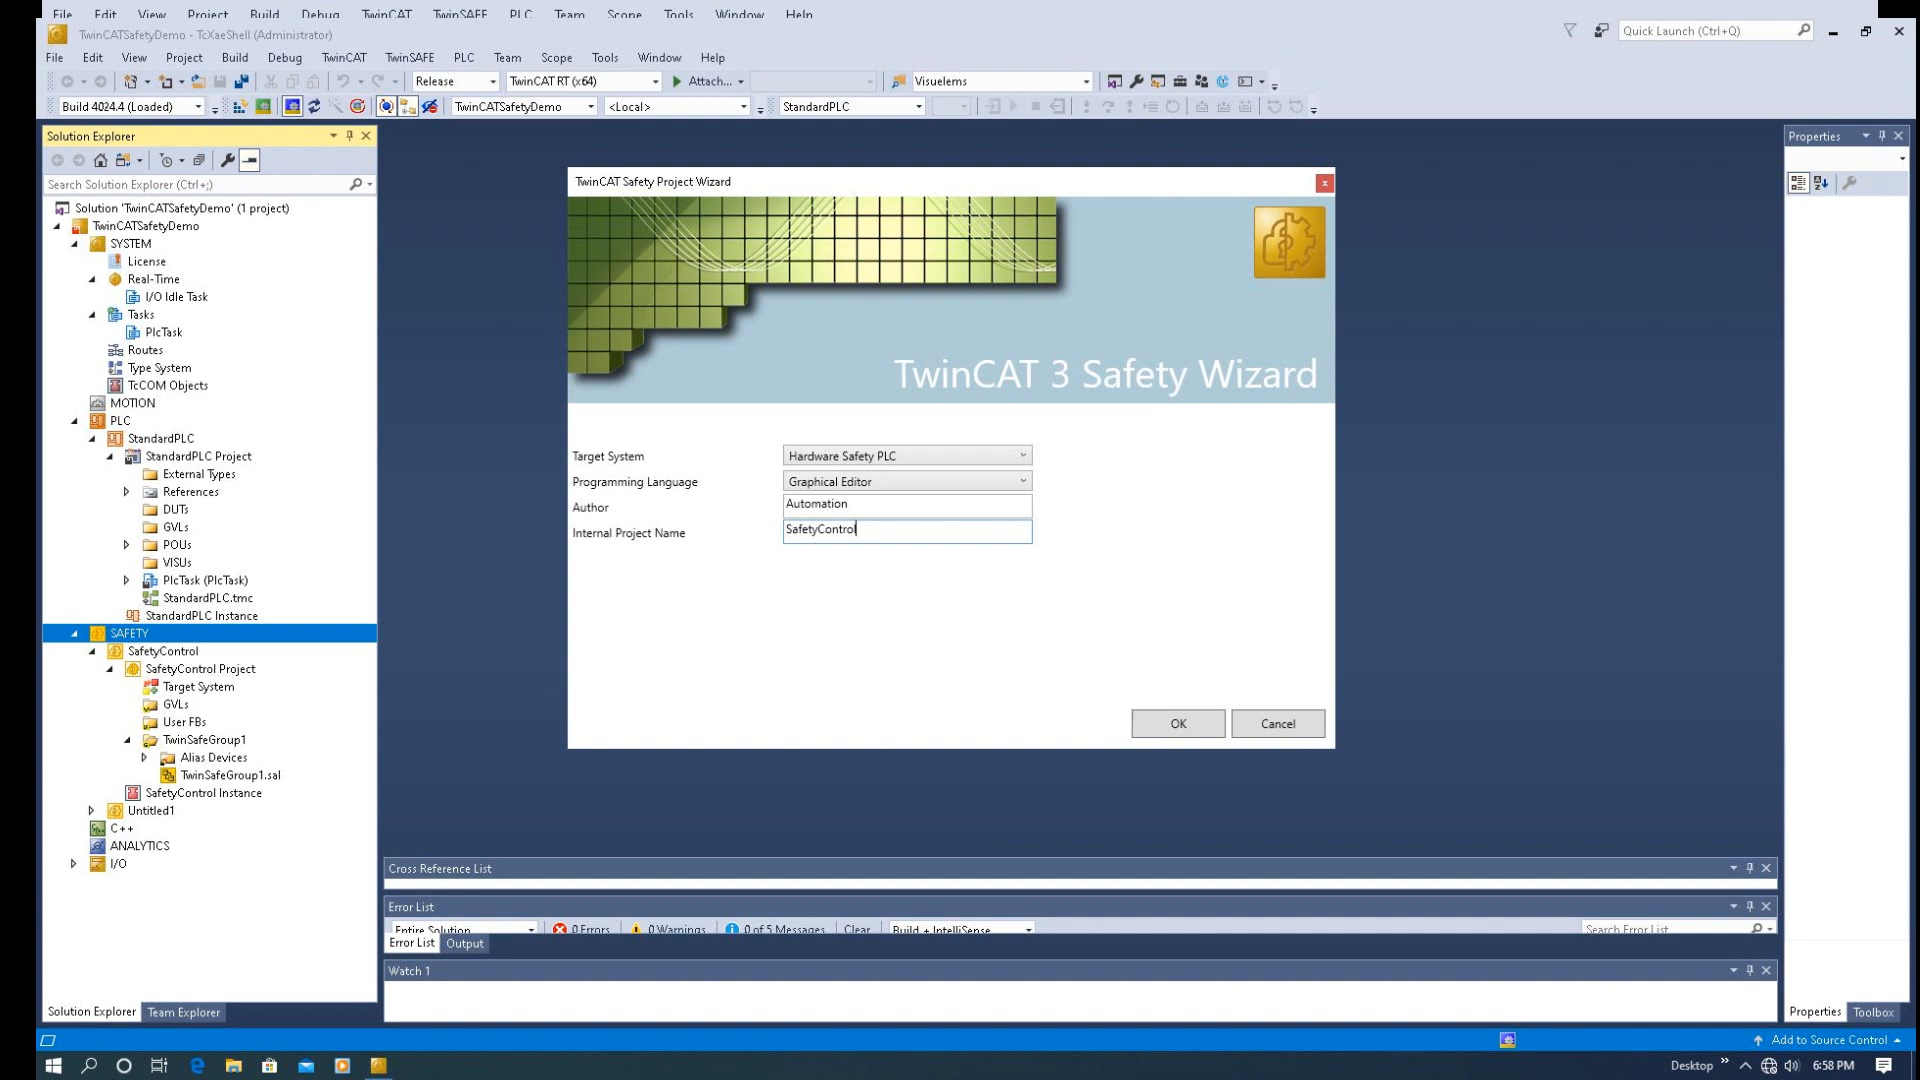 File Edit View Project Build Debug TwinCAT TwinSAFE PLC Team Scope Tools Window Help
TwinCATSafetyDemo - TcXaeShell (Administrator)
Quick Launch (Ctrl+Q)
File Edit View Project Build Debug TwinCAT TwinSAFE PLC Team Scope Tools Window Help
Release TwinCAT RT (x64) Attach... Visuelems
Build 4024.4 (Loaded) TwinCATSafetyDemo <Local> StandardPLC
Solution Explorer
Search Solution Explorer (Ctrl+;)
Solution 'TwinCATSafetyDemo' (1 project)
TwinCATSafetyDemo
SYSTEM
License
Real-Time
I/O Idle Task
Tasks
PlcTask
Routes
Type System
TcCOM Objects
MOTION
PLC
StandardPLC
StandardPLC Project
External Types
References
DUTs
GVLs
POUs
VISUs
PlcTask (PlcTask)
StandardPLC.tmc
StandardPLC Instance
SAFETY
SafetyControl
SafetyControl Project
Target System
GVLs
User FBs
TwinSafeGroup1
Alias Devices
TwinSafeGroup1.sal
SafetyControl Instance
Untitled1
C++
ANALYTICS
I/O
Solution Explorer Team Explorer
TwinCAT Safety Project Wizard
x
TwinCAT 3 Safety Wizard
Target System Hardware Safety PLC
Programming Language Graphical Editor
Author Automation
Internal Project Name SafetyControl
OK Cancel
Cross Reference List
Error List
Entire Solution 0 Errors 0 Warnings 0 of 5 Messages Clear Build + IntelliSense Search Error List
Error List Output
Watch 1
Properties
Properties Toolbox
Add to Source Control
Desktop 6:58 PM